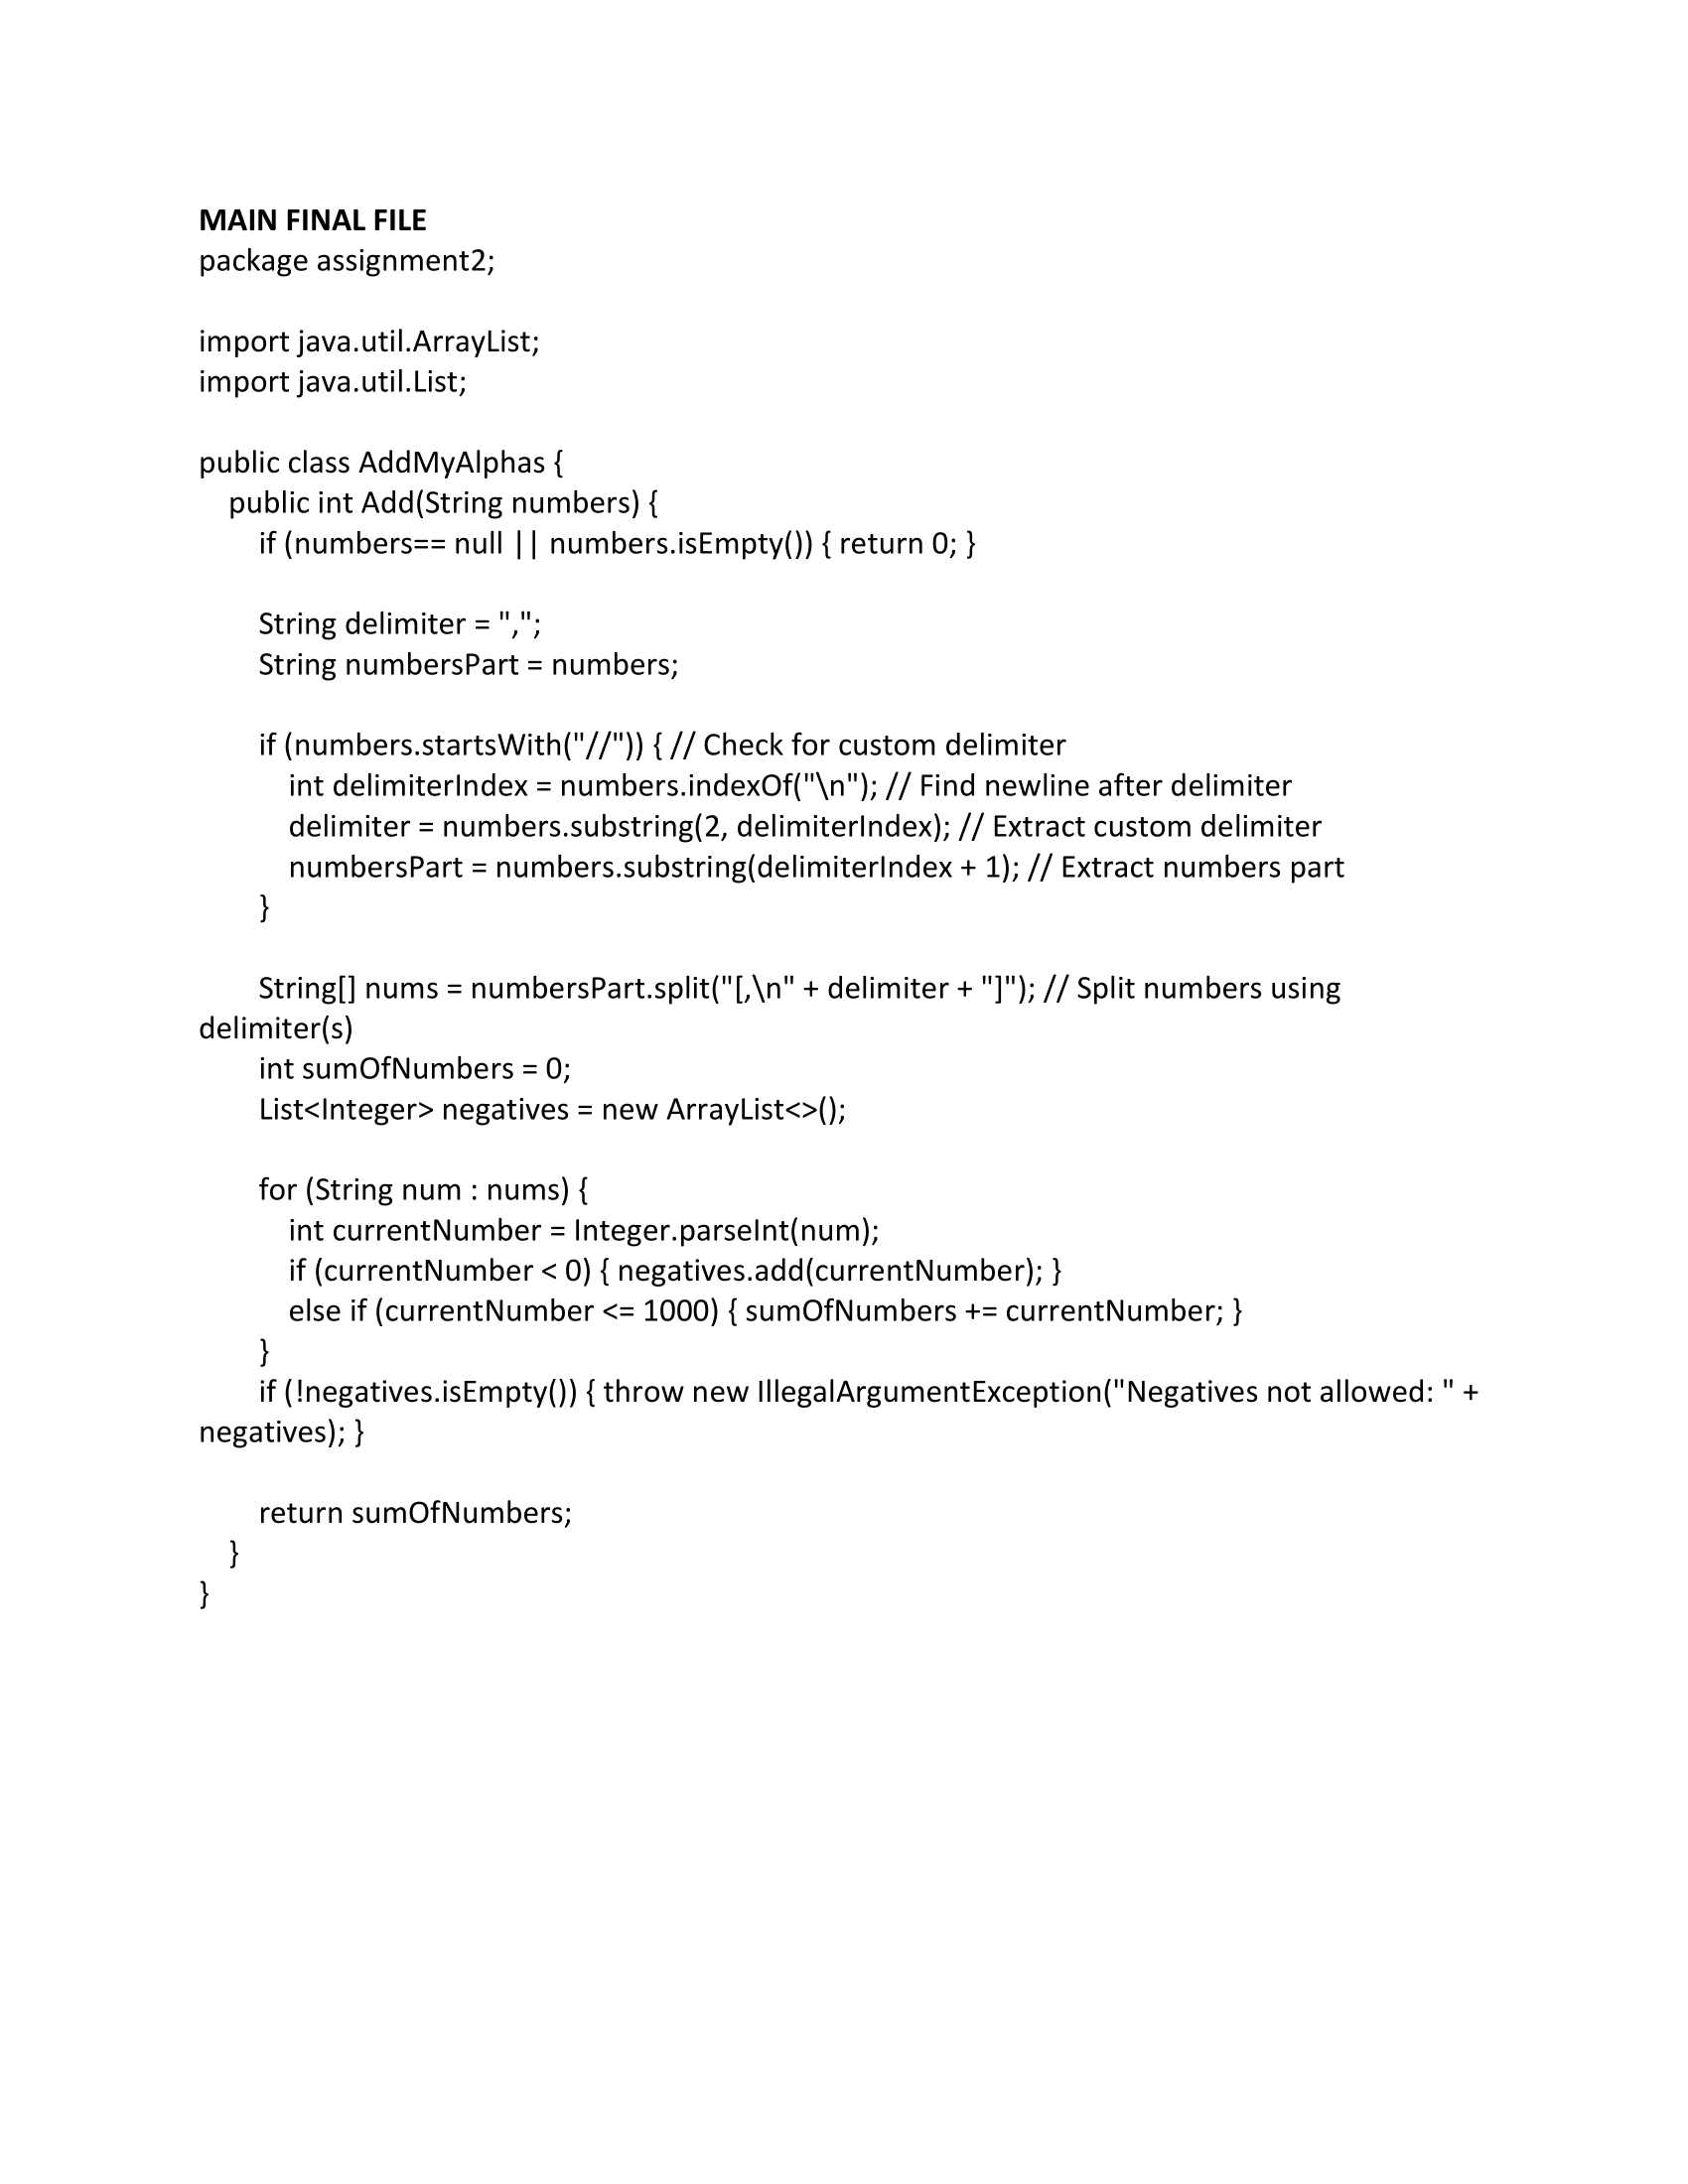 MAIN FINAL FILE
package assignment2;
import java.util.ArrayList;
import java.util.List;
public class AddMyAlphas {
public int Add(String numbers) {
if (numbers== null || numbers.isEmpty()) { return 0; }
String delimiter = ",";
String numbersPart = numbers;
if (numbers.startsWith("//")) { // Check for custom delimiter
int delimiterIndex = numbers.indexOf("\n"); // Find newline after delimiter
delimiter = numbers.substring(2, delimiterIndex); // Extract custom delimiter
numbersPart = numbers.substring(delimiterIndex + 1); // Extract numbers part
}
String[] nums = numbersPart.split("[,\n" + delimiter + "]"); // Split numbers using
delimiter(s)
int sumOfNumbers = 0;
List<Integer> negatives = new ArrayList<>();
for (String num : nums) {
int currentNumber = Integer.parseInt(num);
if (currentNumber < 0) { negatives.add(currentNumber); }
else if (currentNumber <= 1000) { sumOfNumbers += currentNumber; }
}
if (!negatives.isEmpty()) { throw new IllegalArgumentException("Negatives not allowed: " +
negatives); }
return sumOfNumbers;
}
}